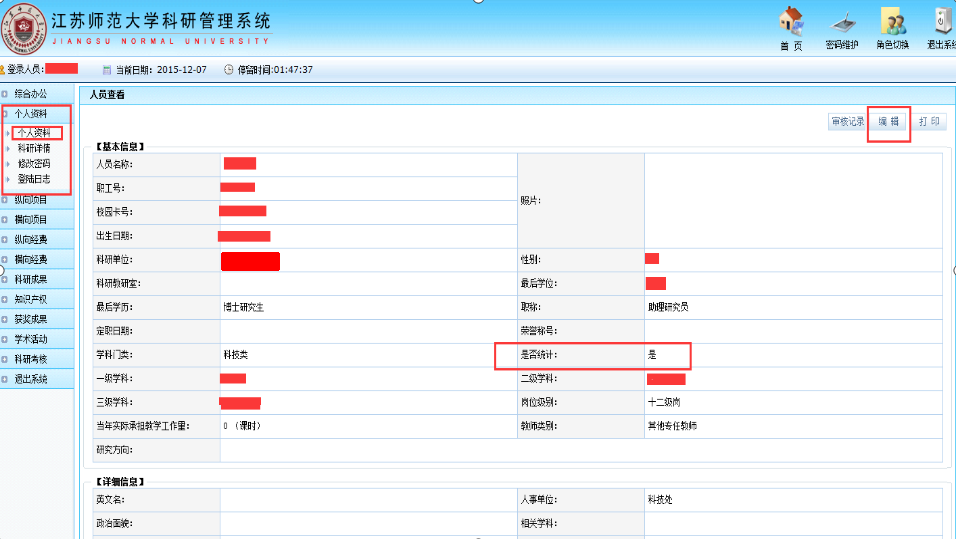 江苏师范大学科研管理系统
JIANGSU NORMAL UNIVERSITY
首 页 密码维护 角色切换 退出系统
登录人员: 当前日期: 2015-12-07 停留时间:01:47:37
综合办公
个人资料
个人资料
科研详情
修改密码
登陆日志
纵向项目
横向项目
纵向经费
横向经费
科研成果
知识产权
获奖成果
学术活动
科研考核
退出系统
人员查看
审核记录 编 辑 打 印
【基本信息】
人员名称:
职工号:
照片:
校园卡号:
出生日期:
科研单位: 性别:
科研教研室: 最后学位:
最后学历: 博士研究生 职称: 助理研究员
定职日期: 荣誉称号:
学科门类: 科技类 是否统计: 是
一级学科: 二级学科:
三级学科: 岗位级别: 十二级岗
当年实际承担教学工作量: 0 （课时） 教师类别: 其他专任教师
研究方向:
【详细信息】
英文名: 人事单位: 科技处
政治面貌: 相关学科: